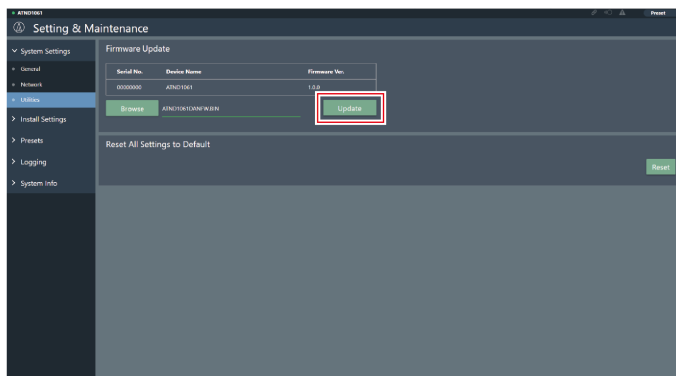 ATND1061
Preset
Setting & Maintenance
System Settings
General
Network
Utilities
Install Settings
Presets
Logging
System Info
Firmware Update
Serial No. Device Name Firmware Ver.
00000000 ATND1061 1.0.0
Browse ATND1061DANFW.BIN Update
Reset All Settings to Default
Reset